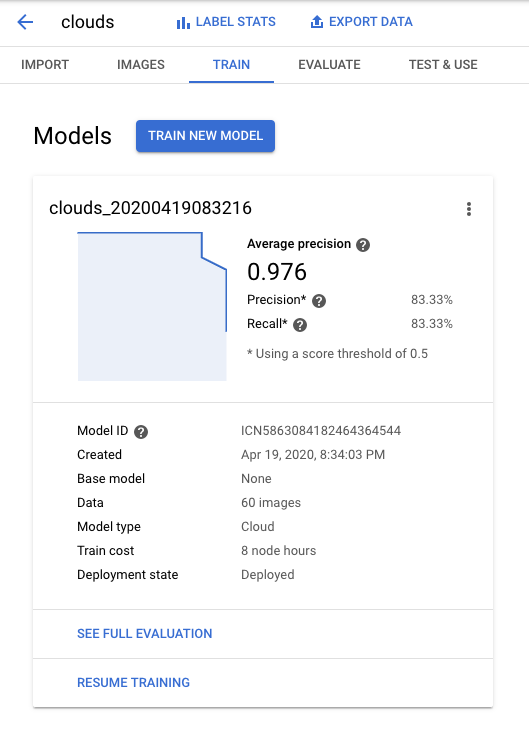 clouds LABEL STATS EXPORT DATA
IMPORT IMAGES TRAIN EVALUATE TEST & USE
Models TRAIN NEW MODEL
clouds_20200419083216
Average precision ?
0.976
Precision* ? 83.33%
Recall* ? 83.33%
* Using a score threshold of 0.5
Model ID ? ICN5863084182464364544
Created Apr 19, 2020, 8:34:03 PM
Base model None
Data 60 images
Model type Cloud
Train cost 8 node hours
Deployment state Deployed
SEE FULL EVALUATION
RESUME TRAINING